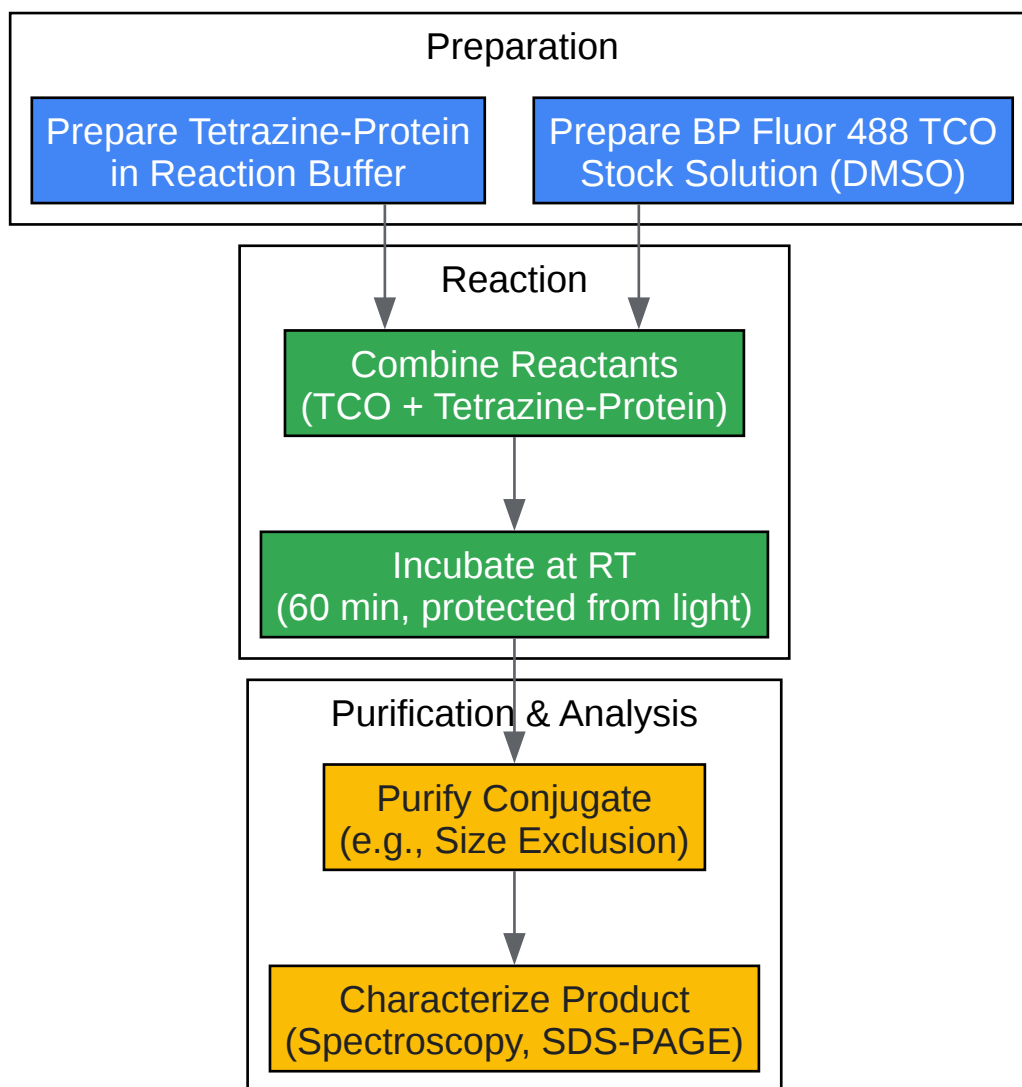 Preparation
Prepare Tetrazine-Protein
in Reaction Buffer
Prepare BP Fluor 488 TCO
Stock Solution (DMSO)
Reaction
Combine Reactants
(TCO + Tetrazine-Protein)
Incubate at RT
(60 min, protected from light)
Purification & Analysis
Purify Conjugate
(e.g., Size Exclusion)
Characterize Product
(Spectroscopy, SDS-PAGE)